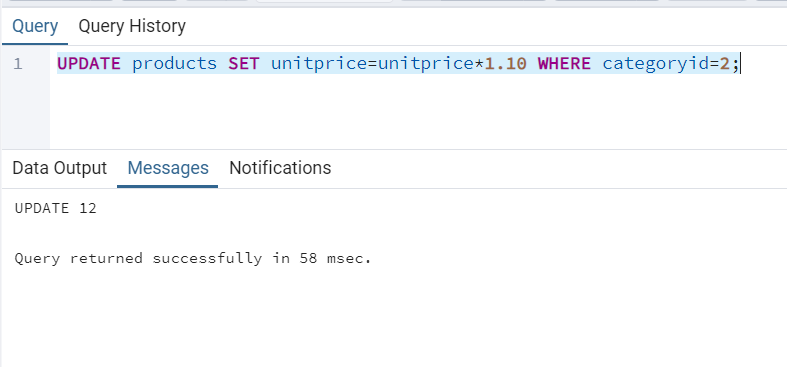 Query Query History
1 UPDATE products SET unitprice=unitprice*1.10 WHERE categoryid=2;
Data Output Messages Notifications
UPDATE 12
Query returned successfully in 58 msec.